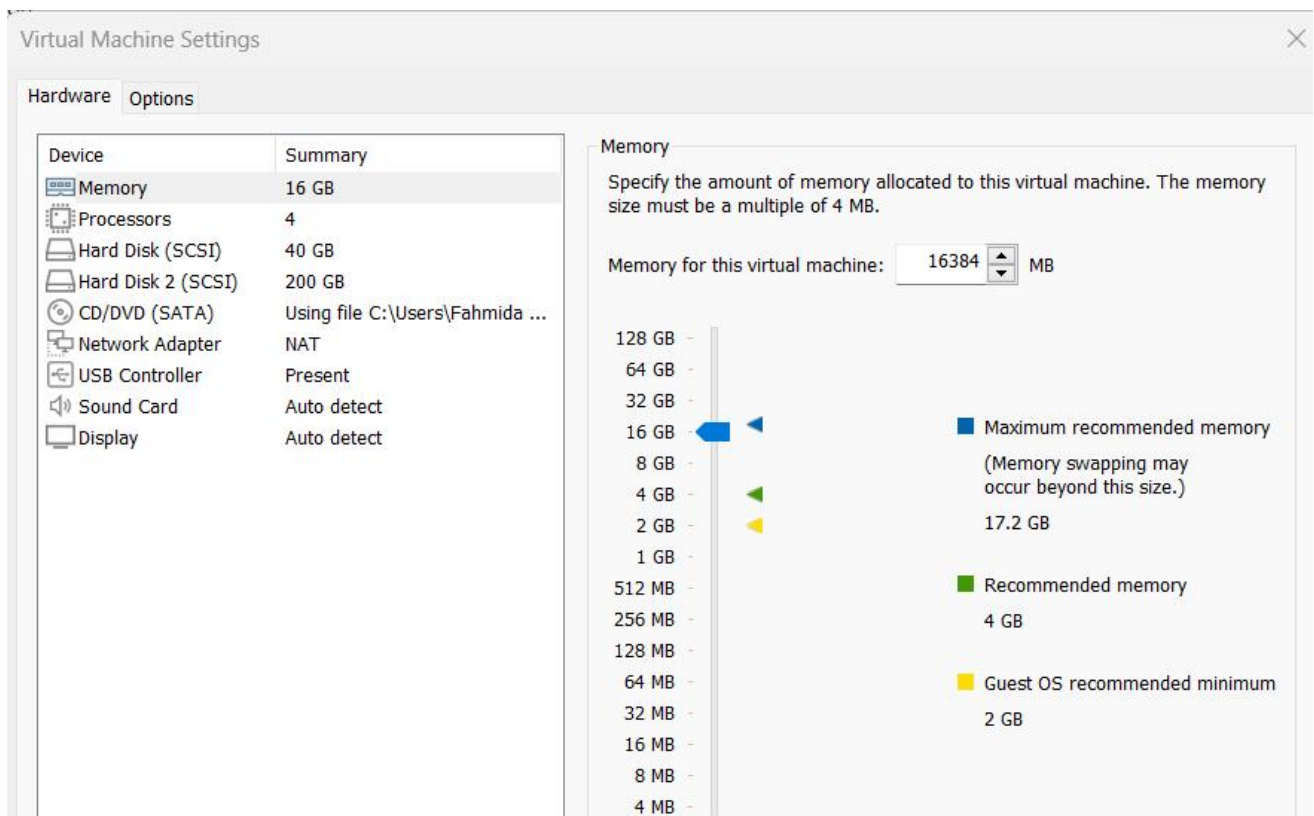 Virtual Machine Settings
Hardware Options
Device Summary
Memory 16 GB
Processors 4
Hard Disk (SCSI) 40 GB
Hard Disk 2 (SCSI) 200 GB
CD/DVD (SATA) Using file C:\Users\Fahmida ...
Network Adapter NAT
USB Controller Present
Sound Card Auto detect
Display Auto detect
Memory
Specify the amount of memory allocated to this virtual machine. The memory
size must be a multiple of 4 MB.
Memory for this virtual machine: 16384 MB
128 GB
64 GB
32 GB
16 GB
8 GB
4 GB
2 GB
1 GB
512 MB
256 MB
128 MB
64 MB
32 MB
16 MB
8 MB
4 MB
Maximum recommended memory
(Memory swapping may
occur beyond this size.)
17.2 GB
Recommended memory
4 GB
Guest OS recommended minimum
2 GB